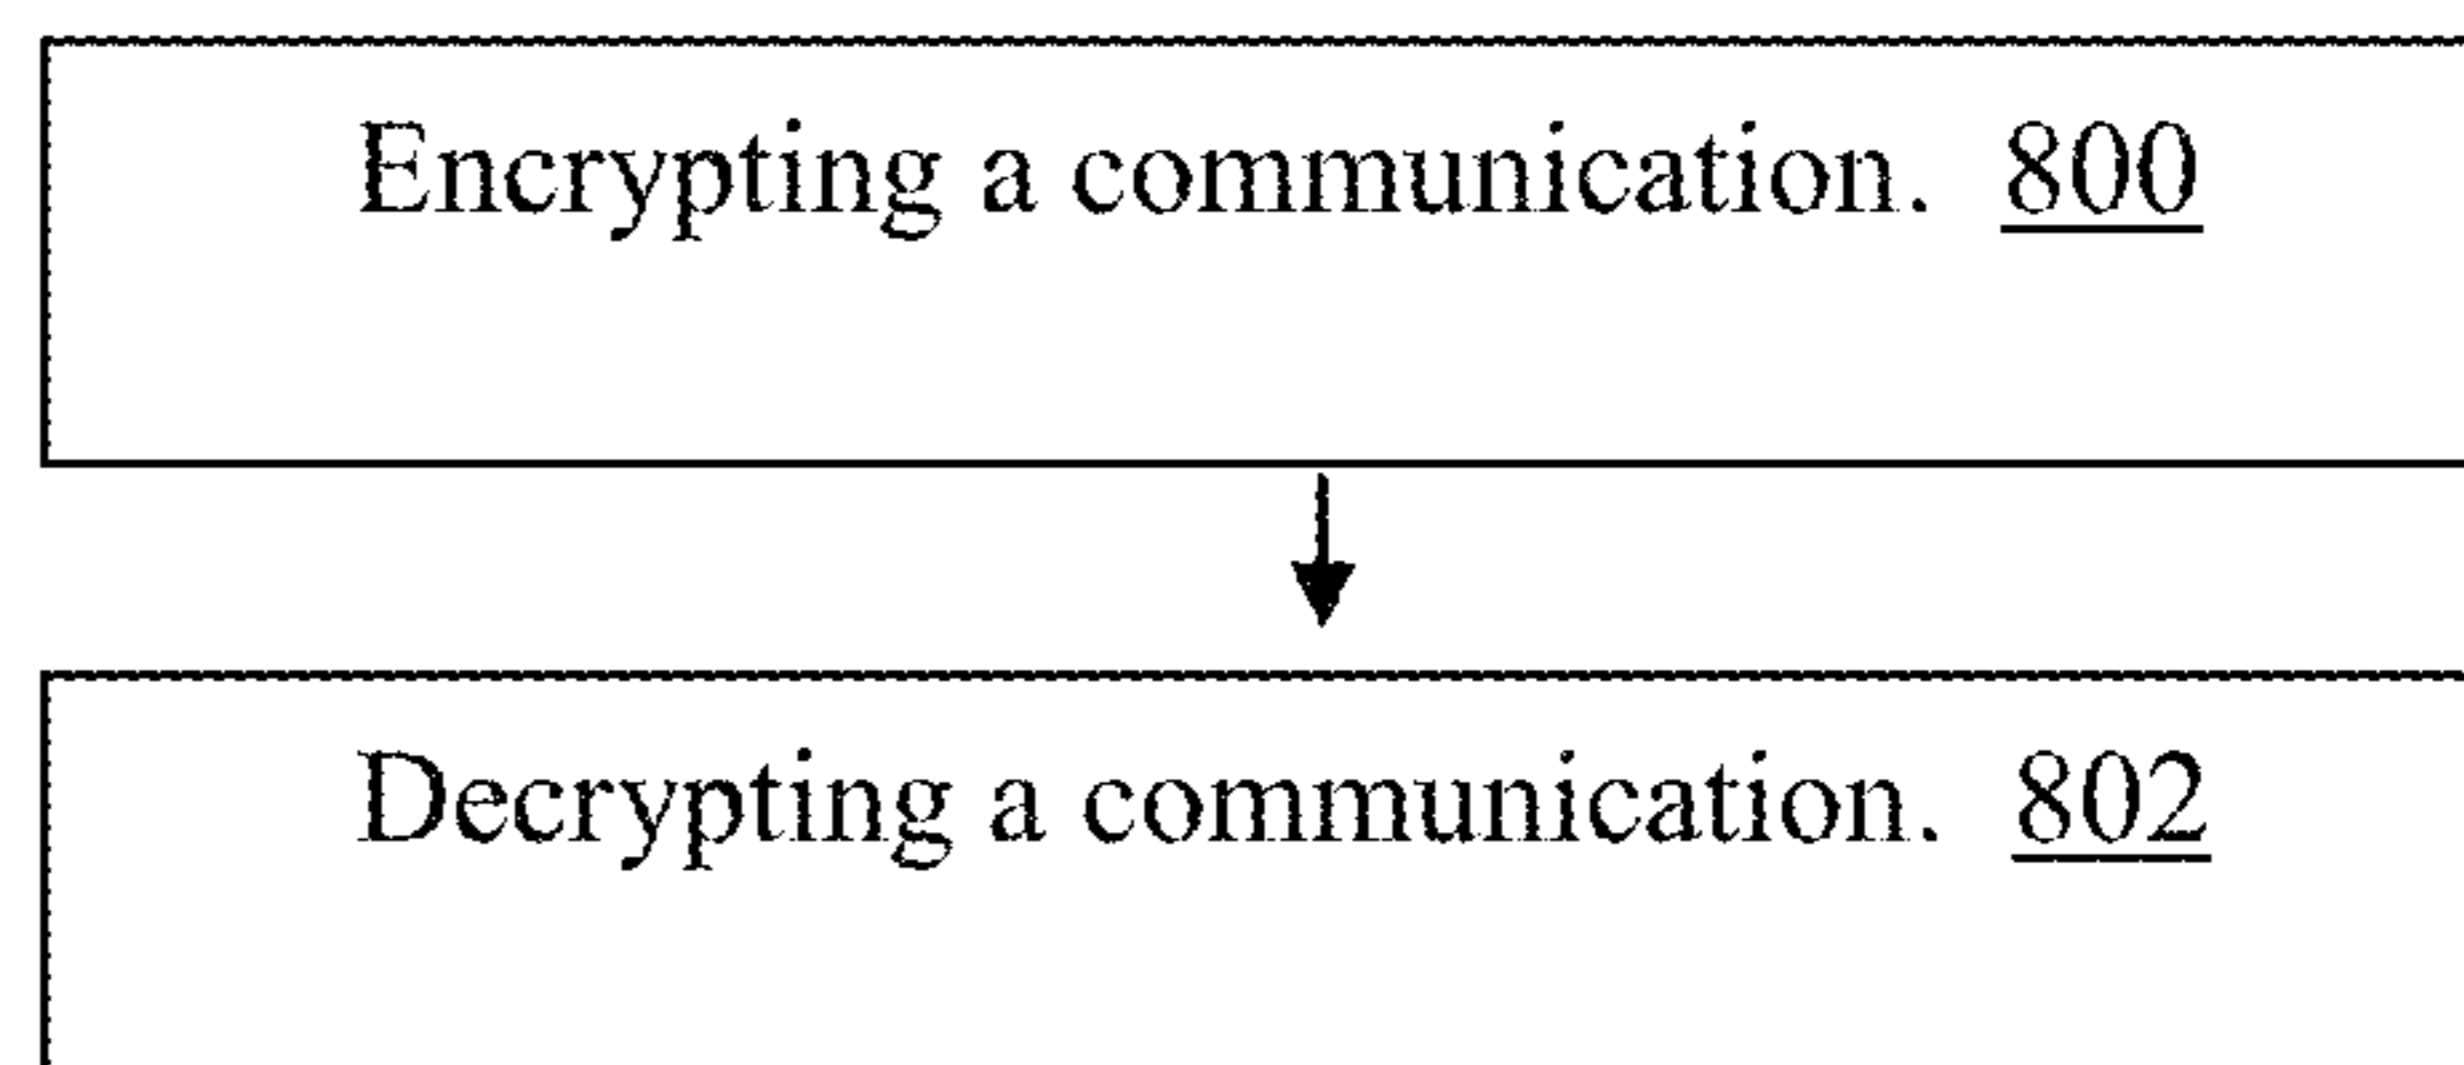 Encrypting a communication. 800
Decrypting a communication. 802